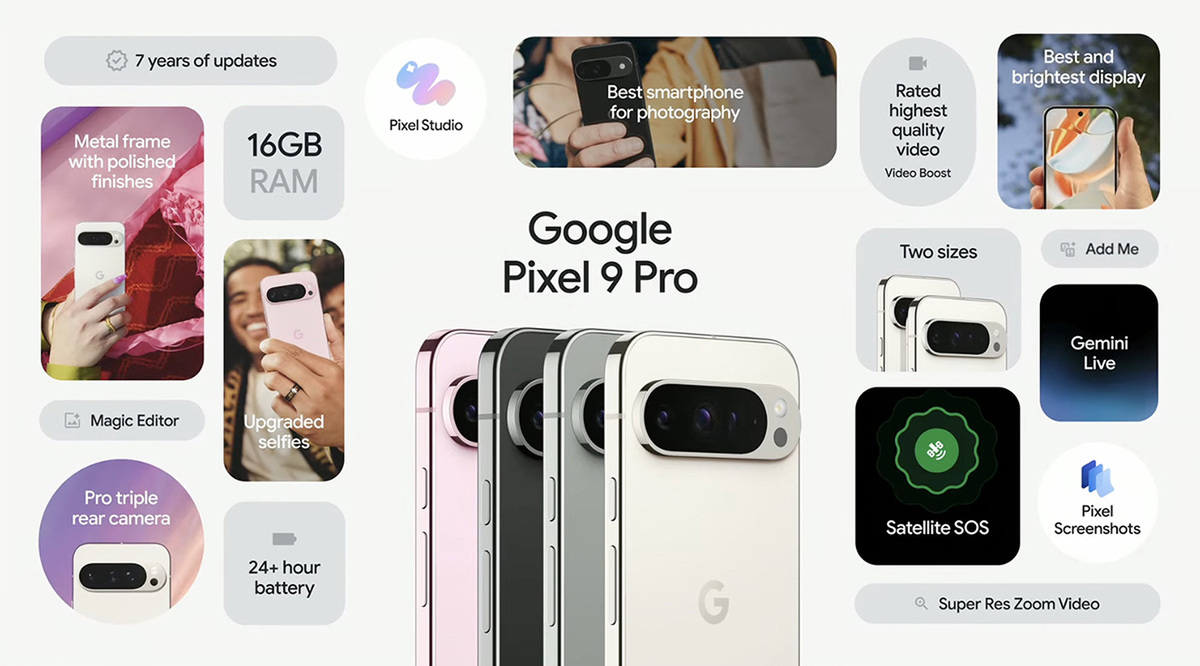 7 years of updates
Metal frame
with polished
finishes
16GB
RAM
Upgraded
selfies
Magic Editor
Pro triple
rear camera
24+ hour
battery
Pixel Studio
Best smartphone
for photography
Google
Pixel 9 Pro
G
Rated
highest
quality
video
Video Boost
Best and
brightest display
Two sizes
Add Me
Gemini
Live
Satellite SOS
Pixel
Screenshots
Super Res Zoom Video